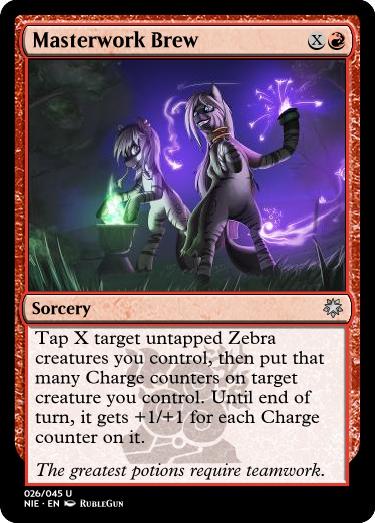 Masterwork Brew X
Sorcery
Tap X target untapped Zebra
creatures you control, then put that
many Charge counters on target
creature you control. Until end of
turn, it gets +1/+1 for each Charge
counter on it.
The greatest potions require teamwork.
026/045 U
NIE · EN RubleGun